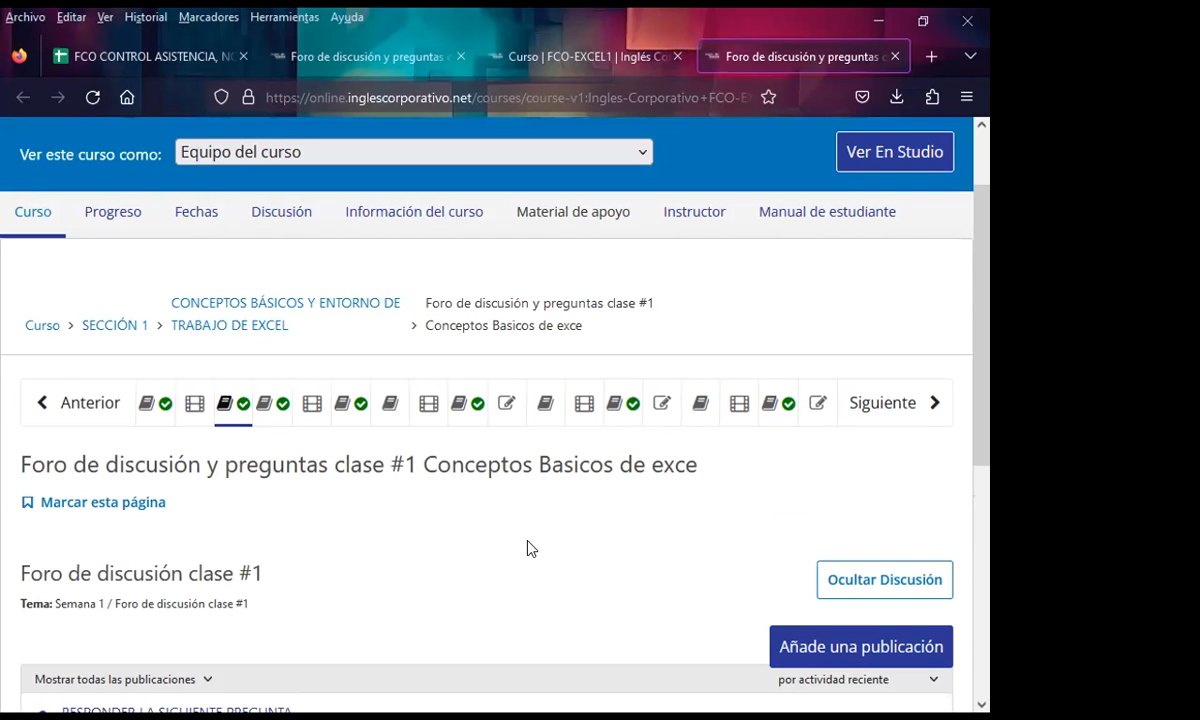 Archivo Editar Ver Historial Marcadores Herramientas Ayuda
FCO CONTROL ASISTENCIA, NO
Foro de discusión y preguntas c
Curso | FCO-EXCEL1 | Inglés Co
Foro de discusión y preguntas c
https://online.inglescorporativo.net/courses/course-v1:Ingles-Corporativo+FCO-E
Ver este curso como:
Equipo del curso
Ver En Studio
Curso Progreso Fechas Discusión Información del curso Material de apoyo Instructor Manual de estudiante
CONCEPTOS BÁSICOS Y ENTORNO DE
Foro de discusión y preguntas clase #1
Curso > SECCIÓN 1 > TRABAJO DE EXCEL > Conceptos Basicos de exce
Anterior
Siguiente
Foro de discusión y preguntas clase #1 Conceptos Basicos de exce
Marcar esta página
Foro de discusión clase #1
Ocultar Discusión
Tema: Semana 1 / Foro de discusión clase #1
Añade una publicación
Mostrar todas las publicaciones
por actividad reciente
RESPONDER LA SIGUIENTE PREGUNTA